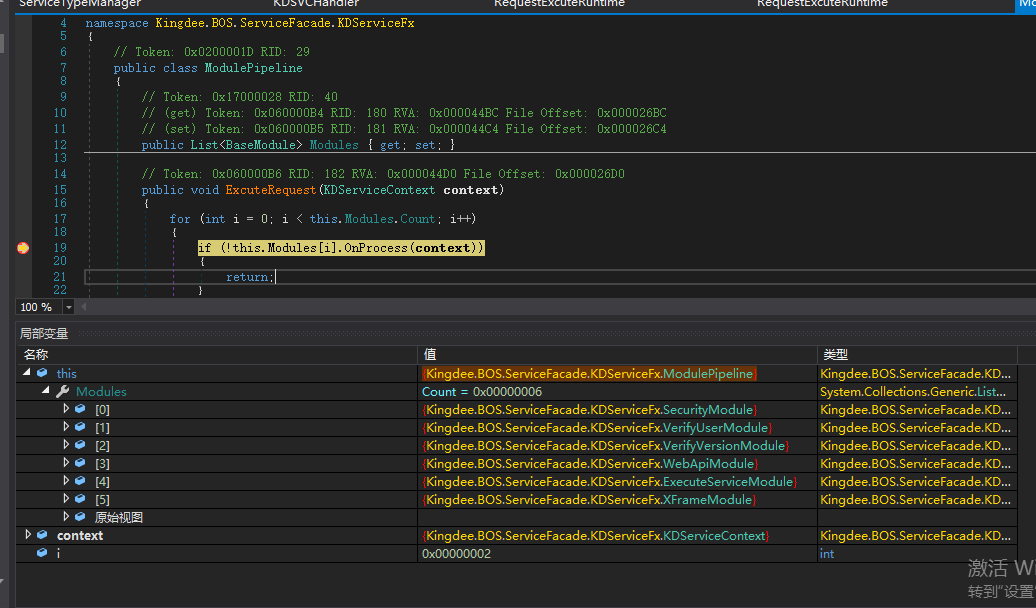 ServiceTypeManager KDSVCHandler RequestExcuteRuntime RequestExcuteRuntime Mo
4 namespace Kingdee.BOS.ServiceFacade.KDServiceFx
5 {
6 // Token: 0x0200001D RID: 29
7 public class ModulePipeline
8 {
9 // Token: 0x17000028 RID: 40
10 // (get) Token: 0x060000B4 RID: 180 RVA: 0x000044BC File Offset: 0x000026BC
11 // (set) Token: 0x060000B5 RID: 181 RVA: 0x000044C4 File Offset: 0x000026C4
12 public List<BaseModule> Modules { get; set; }
13
14 // Token: 0x060000B6 RID: 182 RVA: 0x000044D0 File Offset: 0x000026D0
15 public void ExcuteRequest(KDServiceContext context)
16 {
17 for (int i = 0; i < this.Modules.Count; i++)
18 {
19 if (!this.Modules[i].OnProcess(context))
20 {
21 return;
22 }
100 %
局部变量
名称 值 类型
this {Kingdee.BOS.ServiceFacade.KDServiceFx.ModulePipeline} Kingdee.BOS.ServiceFacade.KD...
Modules Count = 0x00000006 System.Collections.Generic.List...
[0] {Kingdee.BOS.ServiceFacade.KDServiceFx.SecurityModule} Kingdee.BOS.ServiceFacade.KD...
[1] {Kingdee.BOS.ServiceFacade.KDServiceFx.VerifyUserModule} Kingdee.BOS.ServiceFacade.KD...
[2] {Kingdee.BOS.ServiceFacade.KDServiceFx.VerifyVersionModule} Kingdee.BOS.ServiceFacade.KD...
[3] {Kingdee.BOS.ServiceFacade.KDServiceFx.WebApiModule} Kingdee.BOS.ServiceFacade.KD...
[4] {Kingdee.BOS.ServiceFacade.KDServiceFx.ExecuteServiceModule} Kingdee.BOS.ServiceFacade.KD...
[5] {Kingdee.BOS.ServiceFacade.KDServiceFx.XFrameModule} Kingdee.BOS.ServiceFacade.KD...
原始视图
context {Kingdee.BOS.ServiceFacade.KDServiceFx.KDServiceContext} Kingdee.BOS.ServiceFacade.KD...
i 0x00000002 int
激活 Wi
转到"设置"